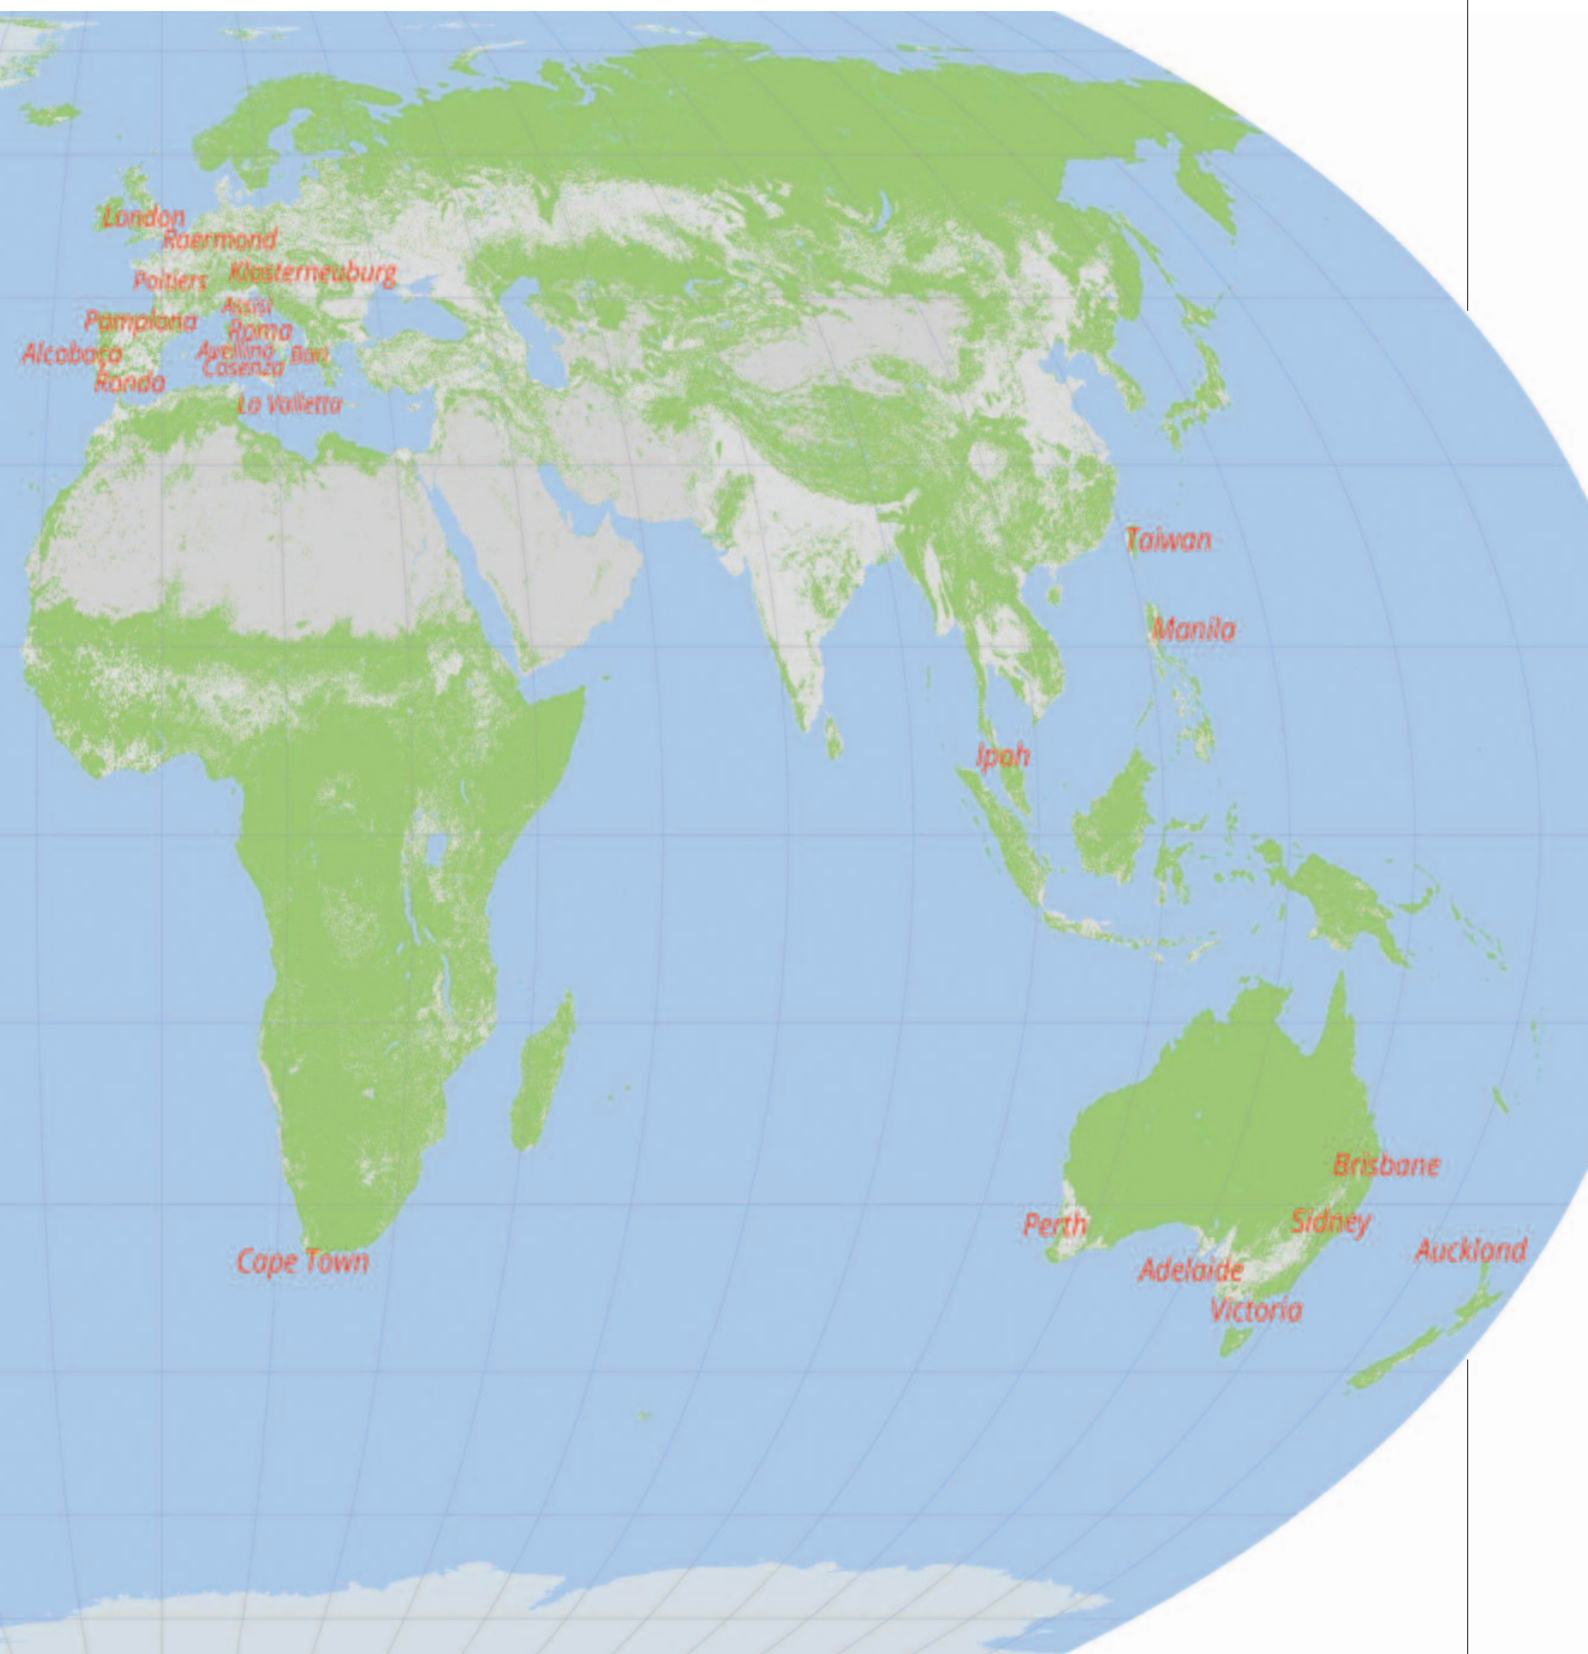 London
Raermond
Poitiers
Klosterneuburg
Assisi
Pamplona
Roma
Alcobaça
Avellino
Bari
Cosenza
Ronda
La Valletta
Taiwan
Manila
Ipoh
Brisbane
Perth
Sidney
Auckland
Cape Town
Adelaide
Victoria